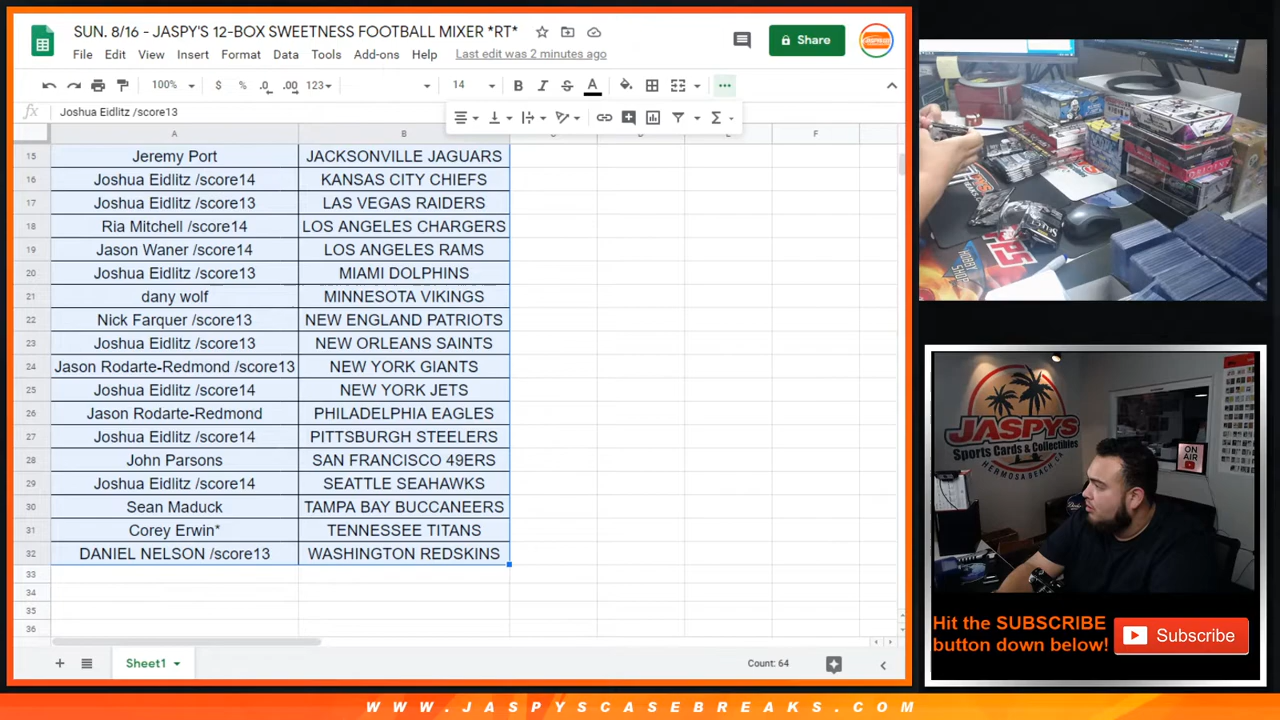 SUN. 8/16 - JASPY'S 12-BOX SWEETNESS FOOTBALL MIXER *RT*
File Edit View Insert Format Data Tools Add-ons Help Last edit was 2 minutes ago
Share
100% $ % .0 .00 123 14 B I S A
fx Joshua Eidlitz /score13
A B C D E F
15 Jeremy Port JACKSONVILLE JAGUARS
16 Joshua Eidlitz /score14 KANSAS CITY CHIEFS
17 Joshua Eidlitz /score13 LAS VEGAS RAIDERS
18 Ria Mitchell /score14 LOS ANGELES CHARGERS
19 Jason Waner /score14 LOS ANGELES RAMS
20 Joshua Eidlitz /score13 MIAMI DOLPHINS
21 dany wolf MINNESOTA VIKINGS
22 Nick Farquer /score13 NEW ENGLAND PATRIOTS
23 Joshua Eidlitz /score13 NEW ORLEANS SAINTS
24 Jason Rodarte-Redmond /score13 NEW YORK GIANTS
25 Joshua Eidlitz /score14 NEW YORK JETS
26 Jason Rodarte-Redmond PHILADELPHIA EAGLES
27 Joshua Eidlitz /score14 PITTSBURGH STEELERS
28 John Parsons SAN FRANCISCO 49ERS
29 Joshua Eidlitz /score14 SEATTLE SEAHAWKS
30 Sean Maduck TAMPA BAY BUCCANEERS
31 Corey Erwin* TENNESSEE TITANS
32 DANIEL NELSON /score13 WASHINGTON REDSKINS
33
34
35
36
Sheet1
Count: 64
JASPYS
Sports Cards & Collectibles
HERMOSA BEACH, CA
ON AIR
HOBBY
SHOP
Hit the SUBSCRIBE
button down below!
Subscribe
WWW.JASPYSCASEBREAKS.COM